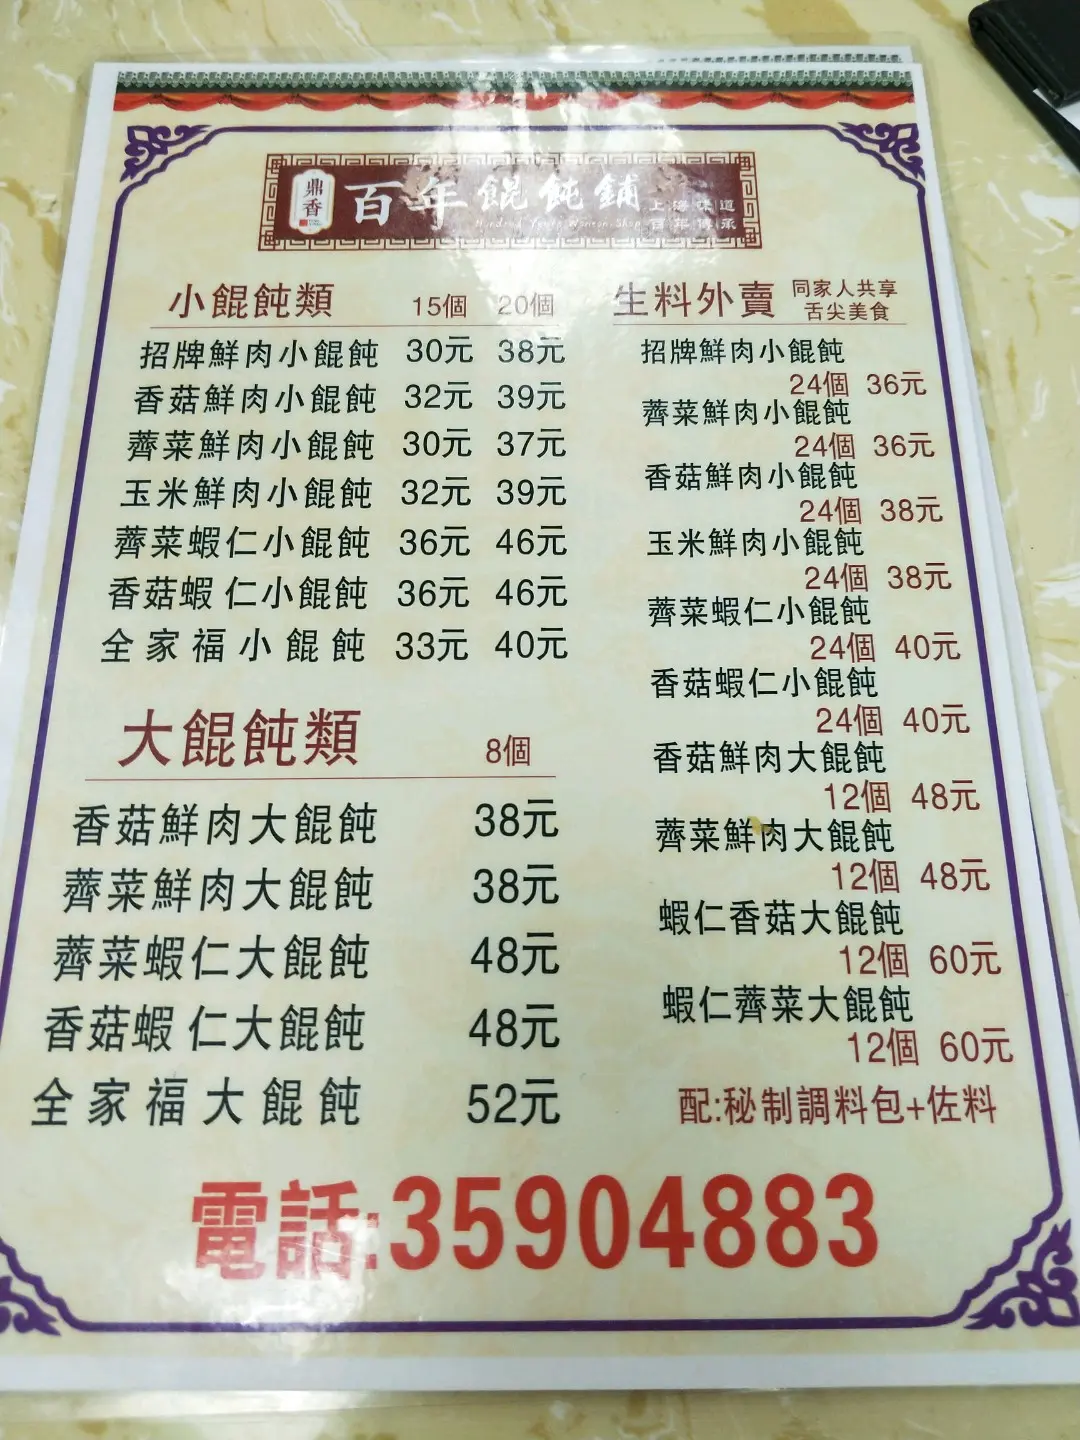 鼎香
百年餛飩鋪
上海味道
百年傳承
Hundred Years Wonton Shop
小餛飩類 15個 20個
招牌鮮肉小餛飩 30元 38元
香菇鮮肉小餛飩 32元 39元
薺菜鮮肉小餛飩 30元 37元
玉米鮮肉小餛飩 32元 39元
薺菜蝦仁小餛飩 36元 46元
香菇蝦仁小餛飩 36元 46元
全家福小餛飩 33元 40元
大餛飩類 8個
香菇鮮肉大餛飩 38元
薺菜鮮肉大餛飩 38元
薺菜蝦仁大餛飩 48元
香菇蝦仁大餛飩 48元
全家福大餛飩 52元
生料外賣 同家人共享
舌尖美食
招牌鮮肉小餛飩
24個 36元
薺菜鮮肉小餛飩
24個 36元
香菇鮮肉小餛飩
24個 38元
玉米鮮肉小餛飩
24個 38元
薺菜蝦仁小餛飩
24個 40元
香菇蝦仁小餛飩
24個 40元
香菇鮮肉大餛飩
12個 48元
薺菜鮮肉大餛飩
12個 48元
蝦仁香菇大餛飩
12個 60元
蝦仁薺菜大餛飩
12個 60元
配:秘制調料包+佐料
電話:35904883